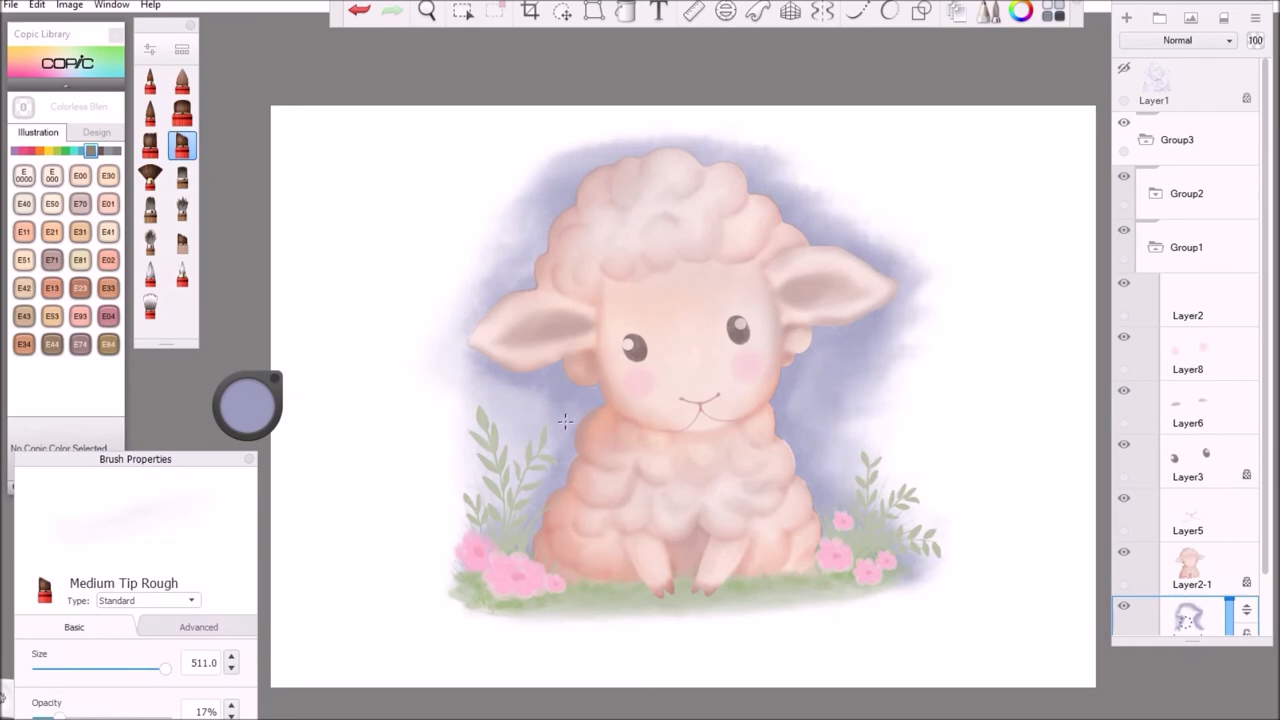 File Edit Image Window Help
Copic Library
COPIC
0 Colorless Blen
Illustration Design
E0000 E000 E00 E30
E40 E50 E70 E01
E11 E21 E31 E41
E51 E71 E81 E02
E42 E13 E23 E33
E43 E53 E93 E04
E34 E44 E74 E84
No Copic Color Selected
Brush Properties
Medium Tip Rough
Type: Standard
Basic Advanced
Size 511.0
Opacity 17%
T
Normal 100
Layer1
Group3
Group2
Group1
Layer2
Layer8
Layer6
Layer3
Layer5
Layer2-1